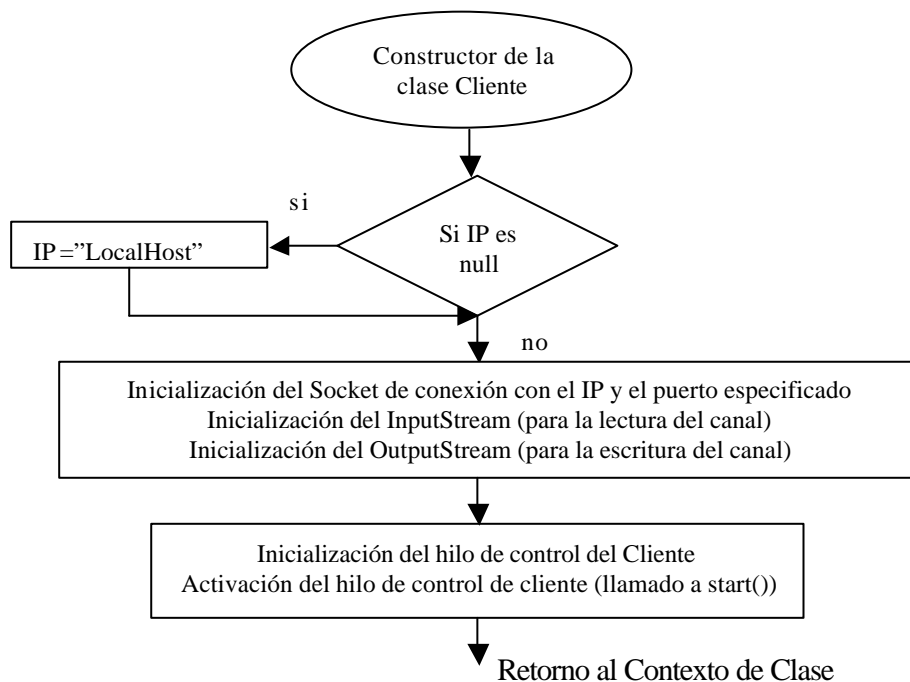 Constructor de la
clase Cliente
si
Si IP es
null
IP =”LocalHost”
no
Inicialización del Socket de conexión con el IP y el puerto especificado
Inicialización del InputStream (para la lectura del canal)
Inicialización del OutputStream (para la escritura del canal)
Inicialización del hilo de control del Cliente
Activación del hilo de control de cliente (llamado a start())
Retorno al Contexto de Clase